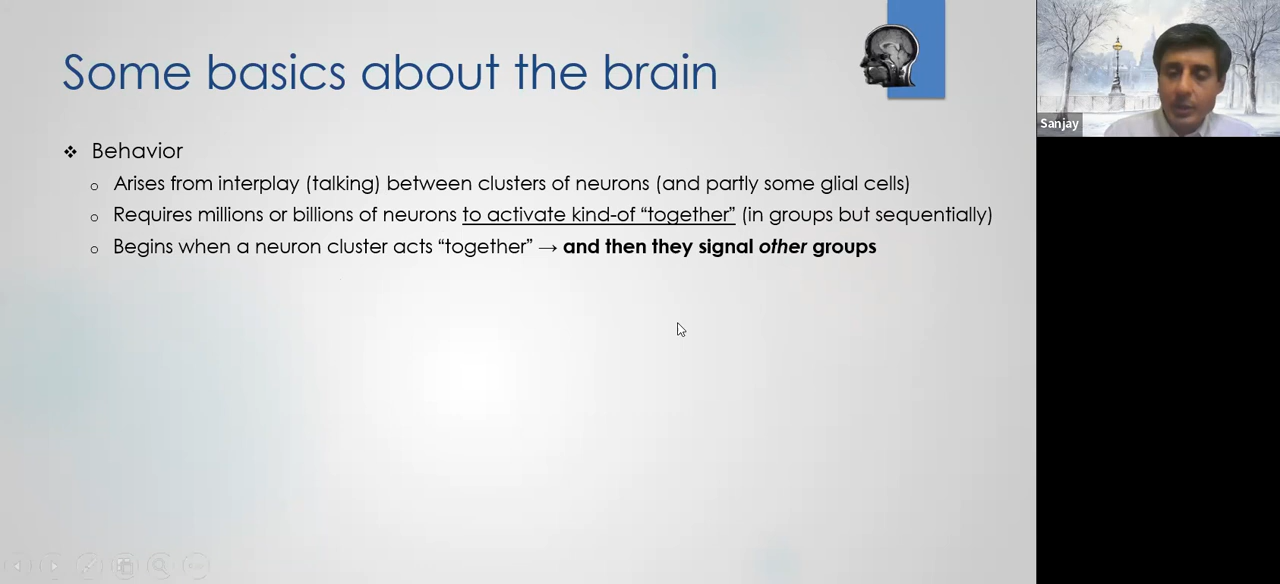 Some basics about the brain
❖ Behavior
○ Arises from interplay (talking) between clusters of neurons (and partly some glial cells)
○ Requires millions or billions of neurons to activate kind-of “together” (in groups but sequentially)
○ Begins when a neuron cluster acts “together” → and then they signal other groups
Sanjay